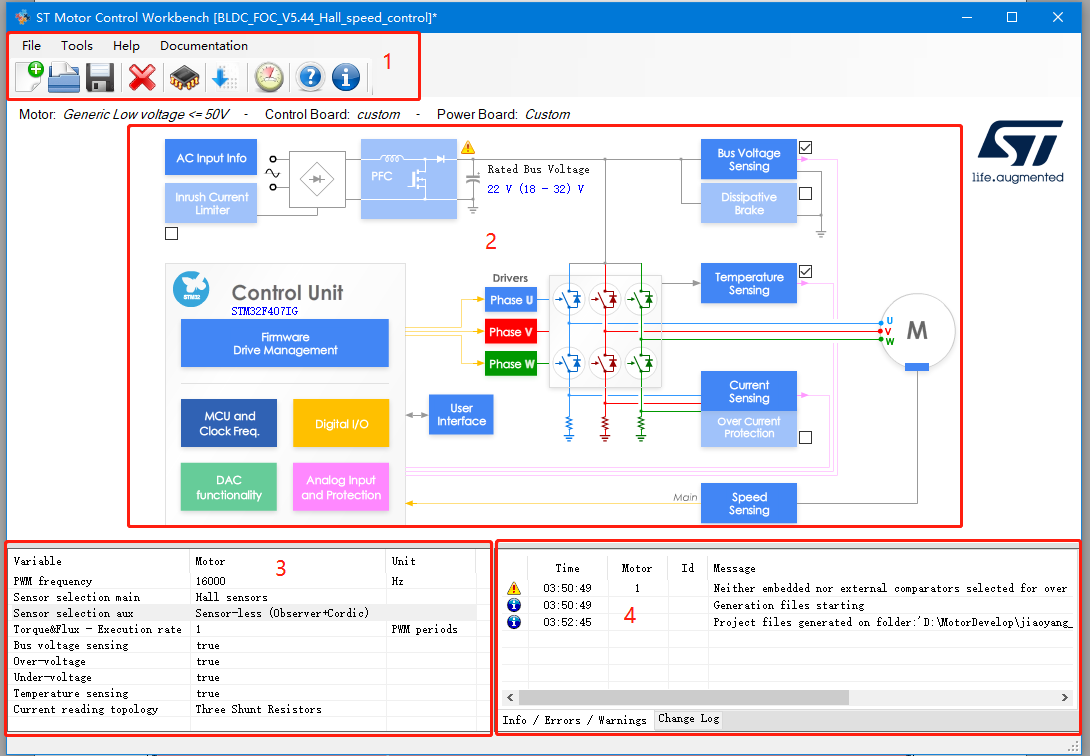 ST Motor Control Workbench [BLDC_FOC_V5.44_Hall_speed_control]*
File Tools Help Documentation
1
Motor: Generic Low voltage <= 50V - Control Board: custom - Power Board: Custom
AC Input Info
Inrush Current
Limiter
PFC
Rated Bus Voltage
22 V (18 - 32) V
Bus Voltage
Sensing
Dissipative
Brake
ST
life.augmented
2
STM32
Control Unit
STM32F407IG
Firmware
Drive Management
Drivers
Phase U
Phase V
Phase W
Temperature
Sensing
U
V
W
M
MCU and
Clock Freq.
Digital I/O
User
Interface
Current
Sensing
Over Current
Protection
DAC
functionality
Analog Input
and Protection
Main
Speed
Sensing
Variable Motor Unit
3
PWM frequency 16000 Hz
Sensor selection main Hall sensors
Sensor selection aux Sensor-less (Observer+Cordic)
Torque&Flux - Execution rate 1 PWM periods
Bus voltage sensing true
Over-voltage true
Under-voltage true
Temperature sensing true
Current reading topology Three Shunt Resistors
Time Motor Id Message
03:50:49 1 Neither embedded nor external comparators selected for over
03:50:49 Generation files starting
03:52:45 Project files generated on folder:'D:\MotorDevelop\jiaoyang_
4
Info / Errors / Warnings Change Log